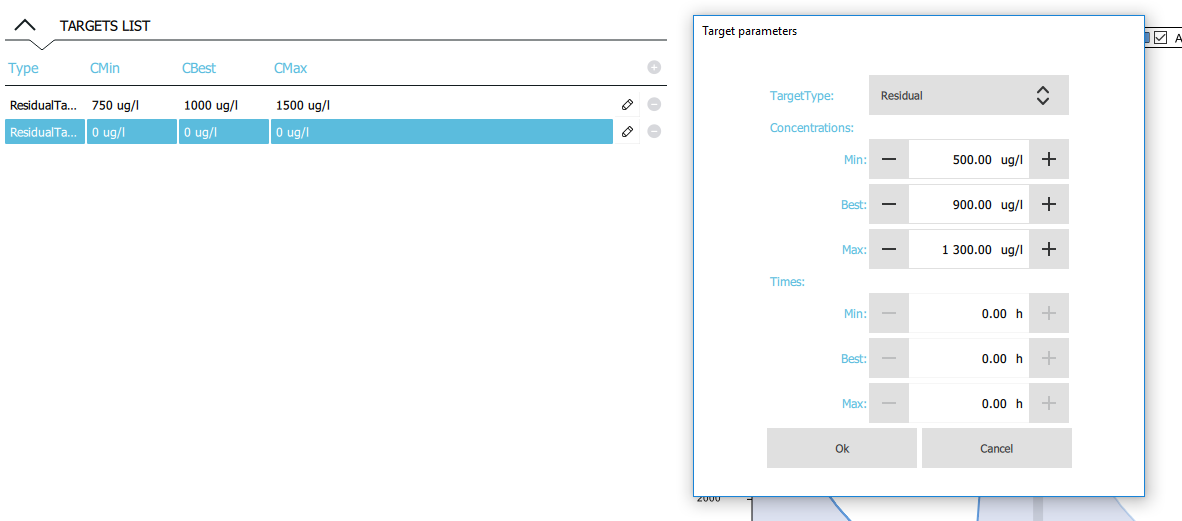 TARGETS LIST
Type CMin CBest CMax
ResidualTa... 750 ug/l 1000 ug/l 1500 ug/l
ResidualTa... 0 ug/l 0 ug/l 0 ug/l
Target parameters
A
TargetType: Residual
Concentrations:
Min: 500.00 ug/l
Best: 900.00 ug/l
Max: 1 300.00 ug/l
Times:
Min: 0.00 h
Best: 0.00 h
Max: 0.00 h
Ok Cancel
2000